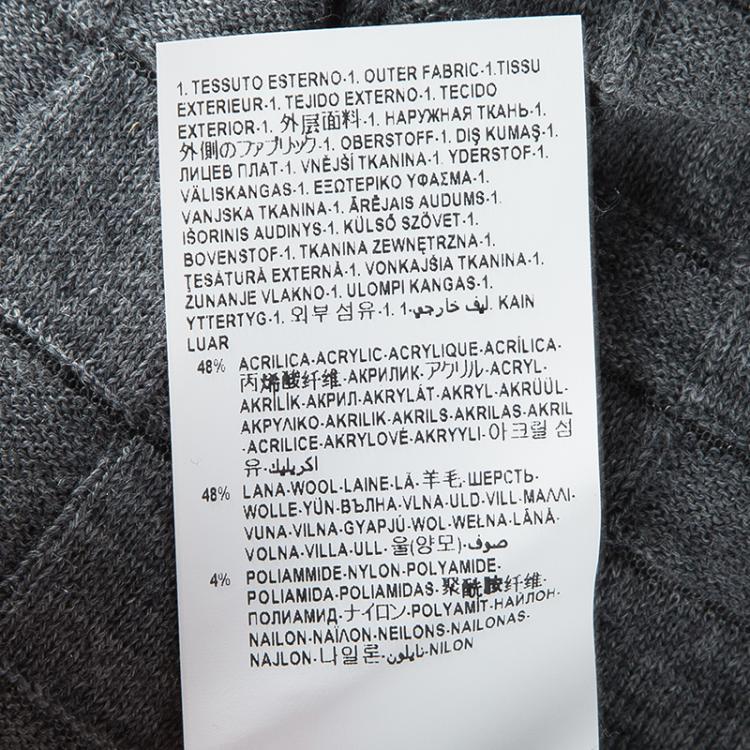 1. TESSUTO ESTERNO-1. OUTER FABRIC-1.TISSU
EXTERIEUR-1. TEJIDO EXTERNO-1. TECIDO
EXTERIOR-1. 外层面料-1. НАРУЖНАЯ ТКАНЬ-1.
外側のファブリック-1. OBERSTOFF-1. DIŞ KUMAŞ-1.
ЛИЦЕВ ПЛАТ-1. VNĚJŠÍ TKANINA-1. YDERSTOF-1.
VÄLISKANGAS-1. ΕΞΩΤΕΡΙΚΟ ΥΦΑΣΜΑ-1.
VANJSKA TKANINA-1. ĀRĒJAIS AUDUMS-1.
IŠORINIS AUDINYS-1. KÜLSŐ SZÖVET-1.
BOVENSTOF-1. TKANINA ZEWNĘTRZNA-1.
ŢESĂTURĂ EXTERNĂ-1. VONKAJŠIA TKANINA-1.
ZUNANJE VLAKNO-1. ULOMPI KANGAS-1.
YTTERTYG-1. 외부 섬유-1. ليف خارجي-1. 1. KAIN
LUAR
48% ACRILICA-ACRYLIC-ACRYLIQUE-ACRÍLICA-
丙烯酸纤维-АКРИЛИК-アクリル-ACRYL-
AKRİLİK-АКРИЛ-AKRYLÁT-AKRYL-AKRÜÜL-
ΑΚΡΥΛΙΚΟ-AKRILIK-AKRILS-AKRILAS-AKRIL
-ACRILICE-AKRYLOVÉ-AKRYYLI-아크릴 섬
유-اكريليك
48% LANA-WOOL-LAINE-LÃ-羊毛-ШЕРСТЬ-
WOLLE-YÜN-ВЪЛНА-VLNA-ULD-VILL-ΜΑΛΛΙ-
VUNA-VILNA-GYAPJÚ-WOL-WEŁNA-LÂNĂ-
VOLNA-VILLA-ULL-울(양모)-صوف-
4% POLIAMMIDE-NYLON-POLYAMIDE-
POLIAMIDA-POLIAMIDAS-聚酰胺纤维-
ПОЛИАМИД-ナイロン-POLYAMİT-НАЙЛОН-
NAILON-ΝΑΪΛΟΝ-NEILONS-NAILONAS-
NAJLON-나일론-نايلون-NILON